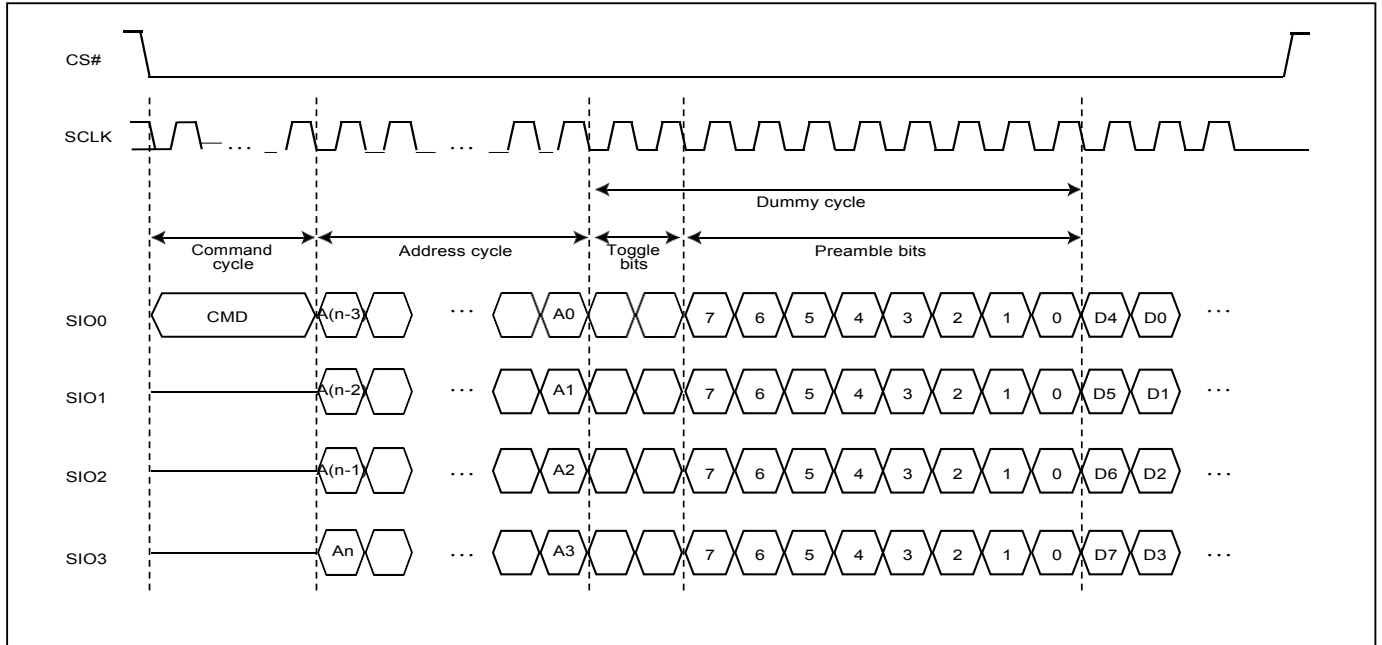 CS#
SCLK ... ...
Dummy cycle
Command cycle Address cycle Toggle bits Preamble bits
SIO0 CMD A(n-3) ... A0 7 6 5 4 3 2 1 0 D4 D0 ...
SIO1 A(n-2) ... A1 7 6 5 4 3 2 1 0 D5 D1 ...
SIO2 A(n-1) ... A2 7 6 5 4 3 2 1 0 D6 D2 ...
SIO3 An ... A3 7 6 5 4 3 2 1 0 D7 D3 ...